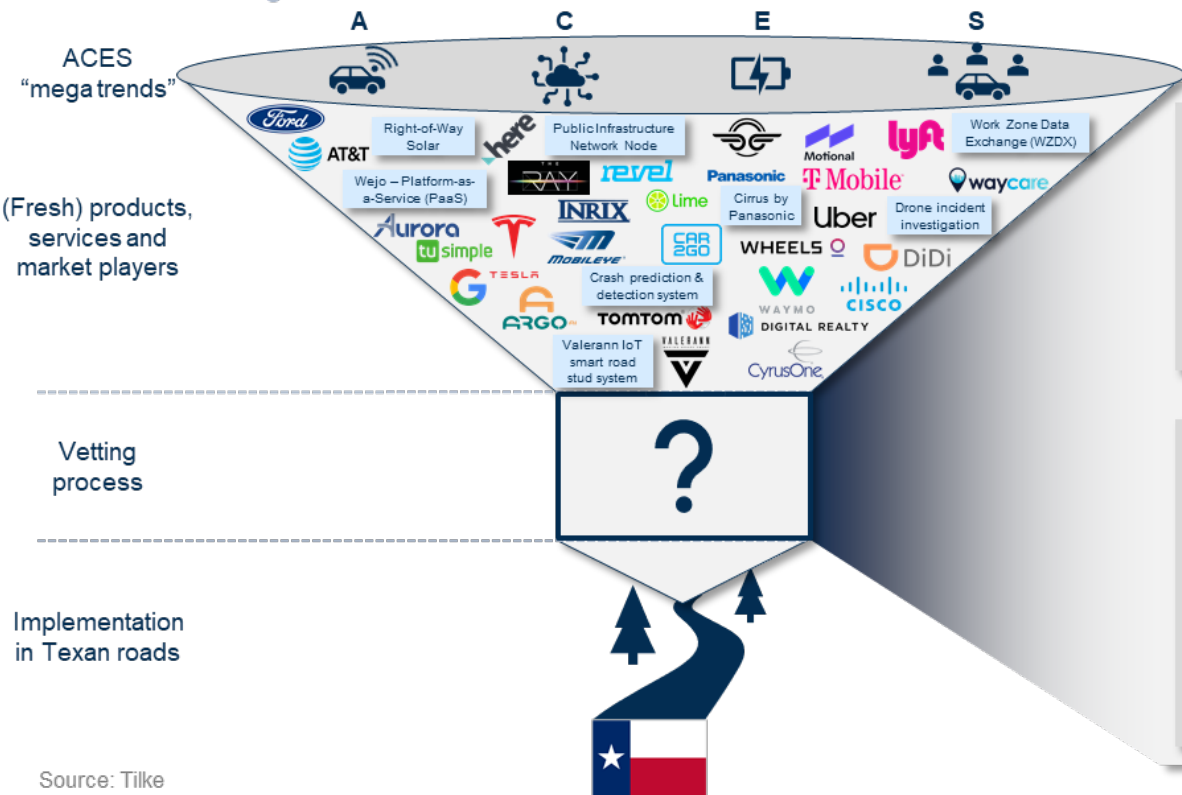 A C E S
ACES
“mega trends”
Ford
AT&T
Right-of-Way
Solar
here
Public Infrastructure
Network Node
Motional
lyft
Work Zone Data
Exchange (WZDX)
Wejo – Platform-as-
a-Service (PaaS)
THE
RAY
revel
Panasonic
T Mobile
waycare
(Fresh) products,
services and
market players
Aurora
INRIX
Lime
Cirrus by
Panasonic
Uber
Drone incident
investigation
tu simple
MOBILEYE
CAR
2GO
WHEELS
DiDi
G
TESLA
Crash prediction &
detection system
WAYMO
CISCO
ARGO AI
TOMTOM
DIGITAL REALTY
Valerann IoT
smart road
stud system
VALERANN
CyrusOne
Vetting
process
?
Implementation
in Texan roads
Source: Tilke